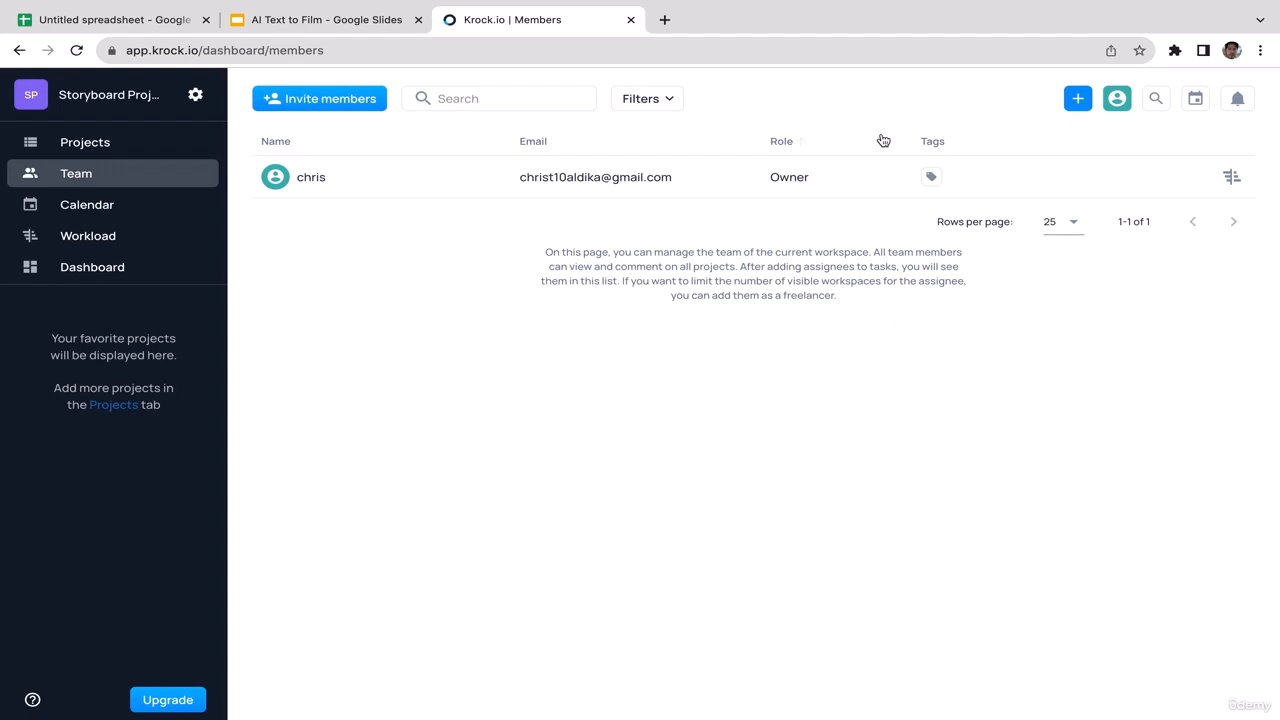 Untitled spreadsheet - Google
AI Text to Film - Google Slides
Krock.io | Members
app.krock.io/dashboard/members
SP
Storyboard Proj...
Projects
Team
Calendar
Workload
Dashboard
Your favorite projects
will be displayed here.
Add more projects in
the Projects tab
Upgrade
Invite members
Search
Filters
Name Email Role Tags
chris christ10aldika@gmail.com Owner
Rows per page: 25 1-1 of 1
On this page, you can manage the team of the current workspace. All team members
can view and comment on all projects. After adding assignees to tasks, you will see
them in this list. If you want to limit the number of visible workspaces for the assignee,
you can add them as a freelancer.
ûdemy